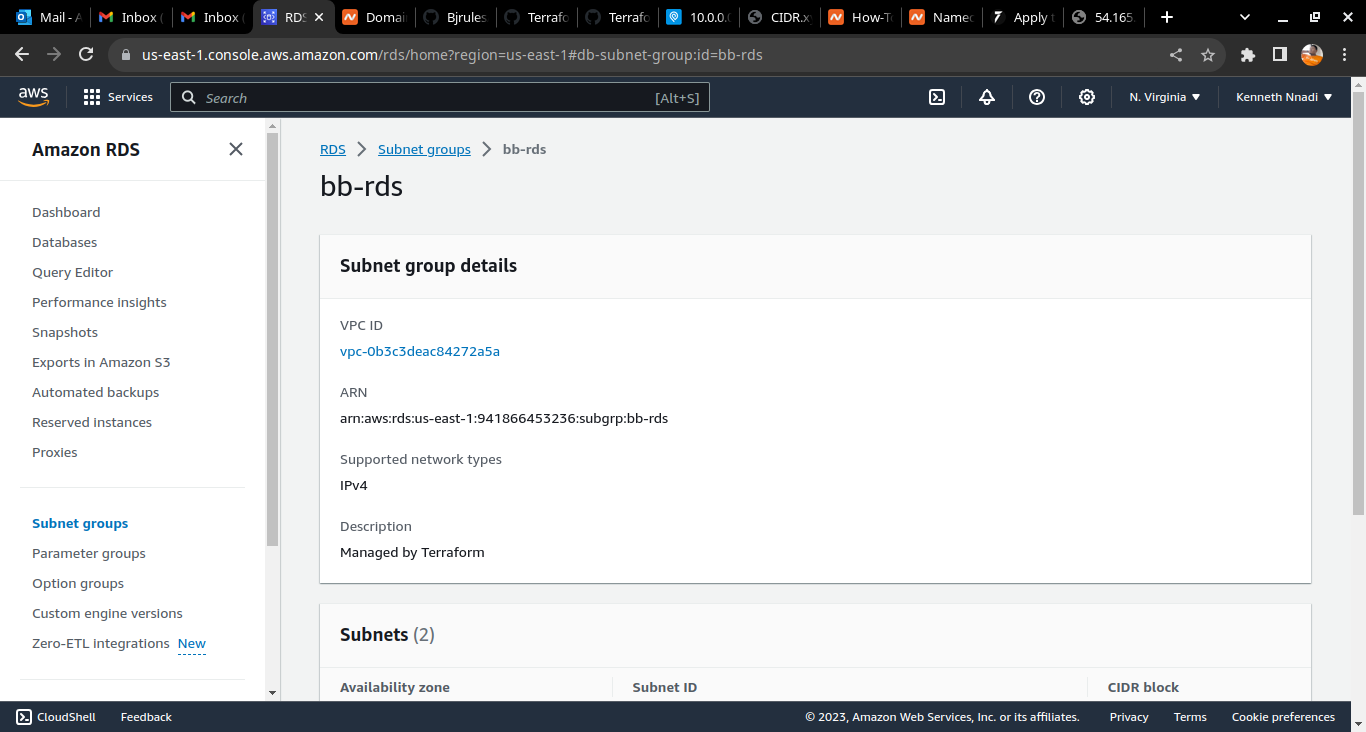 Mail - A Inbox ( Inbox ( RDS Domai Bjrules Terrafo Terrafo 10.0.0. CIDR.x How-To Named Apply t 54.165.
us-east-1.console.aws.amazon.com/rds/home?region=us-east-1#db-subnet-group:id=bb-rds
aws Services Search [Alt+S] N. Virginia Kenneth Nnadi
Amazon RDS
Dashboard
Databases
Query Editor
Performance insights
Snapshots
Exports in Amazon S3
Automated backups
Reserved instances
Proxies
Subnet groups
Parameter groups
Option groups
Custom engine versions
Zero-ETL integrations New
RDS Subnet groups bb-rds
bb-rds
Subnet group details
VPC ID
vpc-0b3c3deac84272a5a
ARN
arn:aws:rds:us-east-1:941866453236:subgrp:bb-rds
Supported network types
IPv4
Description
Managed by Terraform
Subnets (2)
Availability zone Subnet ID CIDR block
CloudShell Feedback © 2023, Amazon Web Services, Inc. or its affiliates. Privacy Terms Cookie preferences